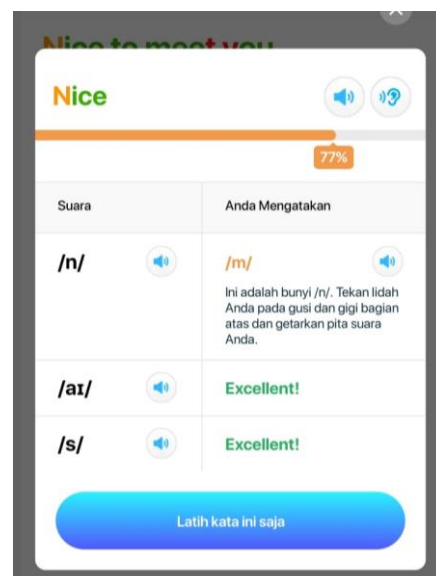 Nice to meet you
Nice
77%
Suara Anda Mengatakan
/n/ /m/
Ini adalah bunyi /n/. Tekan lidah
Anda pada gusi dan gigi bagian
atas dan getarkan pita suara
Anda.
/aɪ/ Excellent!
/s/ Excellent!
Latih kata ini saja